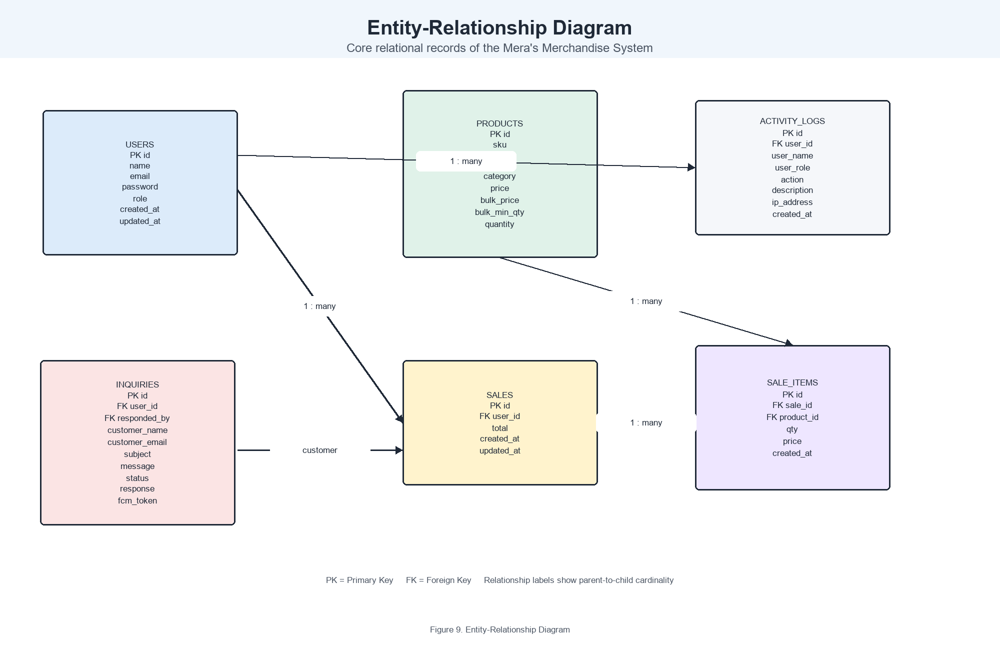 Entity-Relationship Diagram
Core relational records of the Mera's Merchandise System
USERS
PK id
name
email
password
role
created_at
updated_at
PRODUCTS
PK id
sku
1 : many
category
price
bulk_price
bulk_min_qty
quantity
ACTIVITY_LOGS
PK id
FK user_id
user_name
user_role
action
description
ip_address
created_at
1 : many
1 : many
INQUIRIES
PK id
FK user_id
FK responded_by
customer_name
customer_email
subject
message
status
response
fcm_token
customer
SALES
PK id
FK user_id
total
created_at
updated_at
1 : many
SALE_ITEMS
PK id
FK sale_id
FK product_id
qty
price
created_at
PK = Primary Key FK = Foreign Key Relationship labels show parent-to-child cardinality
Figure 9. Entity-Relationship Diagram